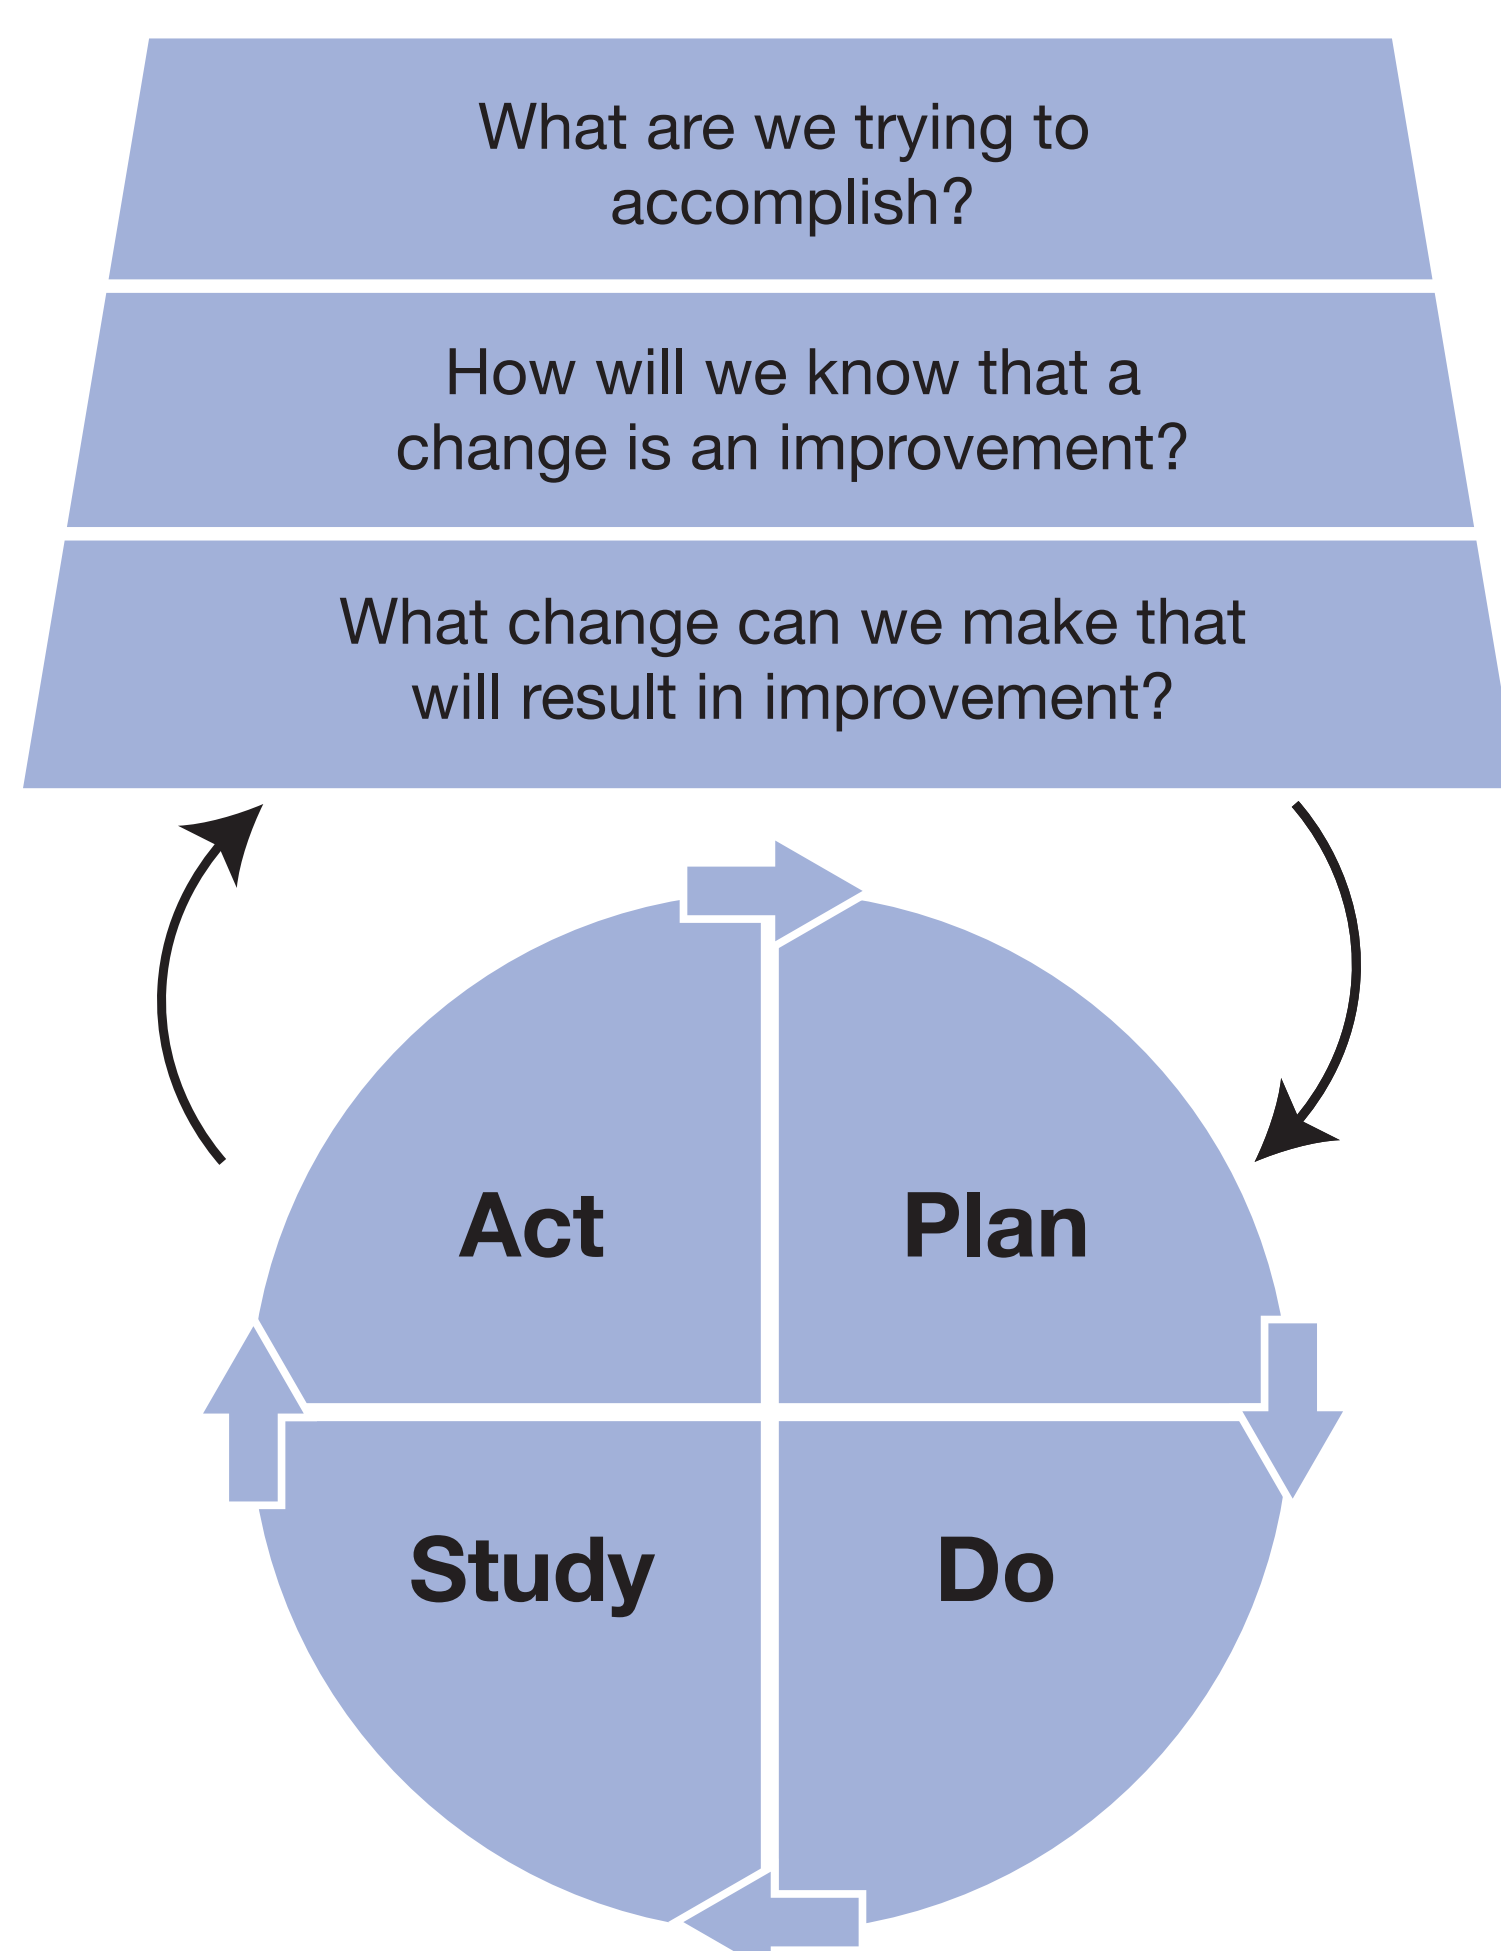 What are we trying to
accomplish?
How will we know that a
change is an improvement?
What change can we make that
will result in improvement?
Act
Plan
Study
Do